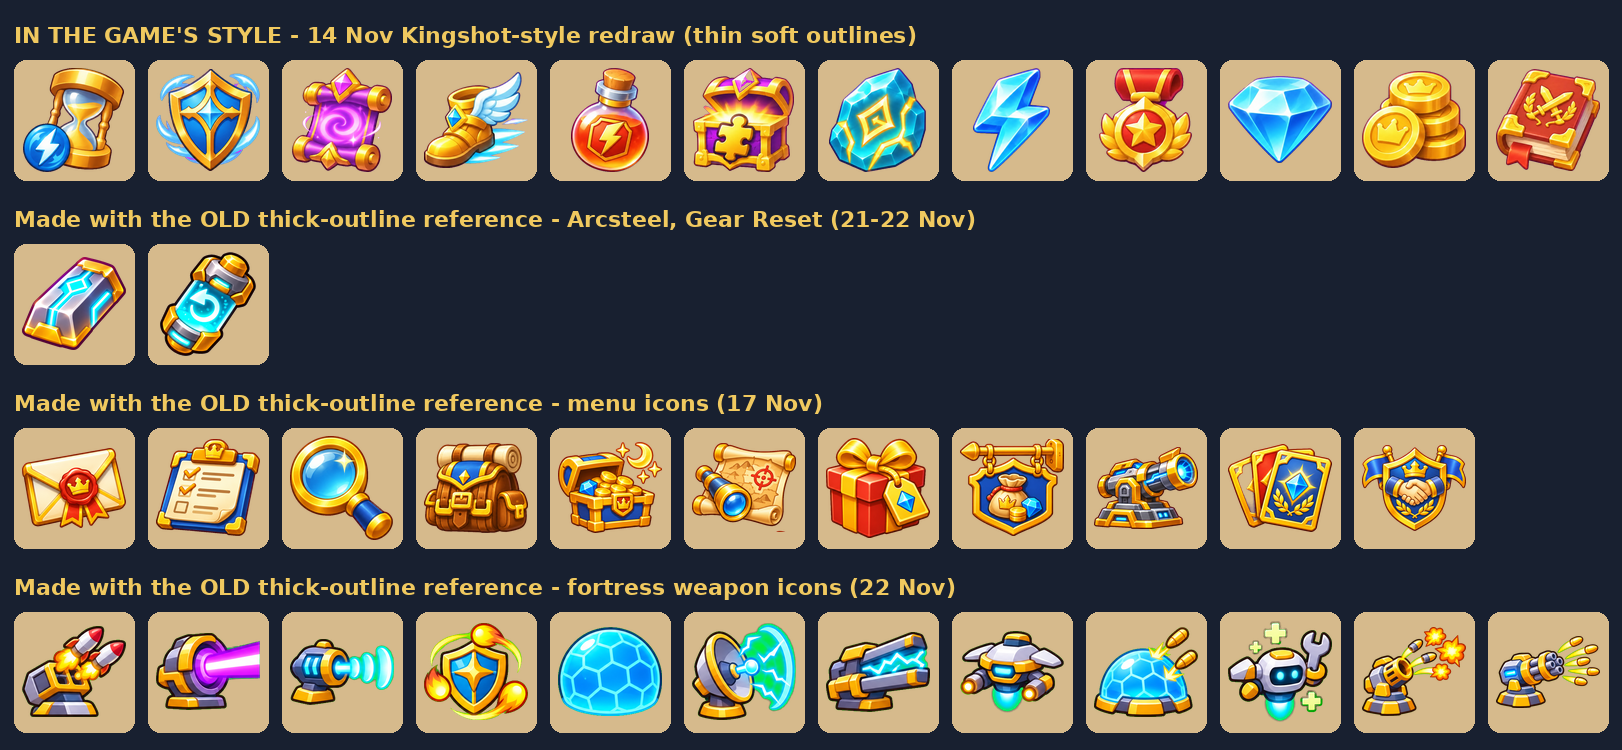 IN THE GAME'S STYLE - 14 Nov Kingshot-style redraw (thin soft outlines)
Made with the OLD thick-outline reference - Arcsteel, Gear Reset (21-22 Nov)
Made with the OLD thick-outline reference - menu icons (17 Nov)
Made with the OLD thick-outline reference - fortress weapon icons (22 Nov)